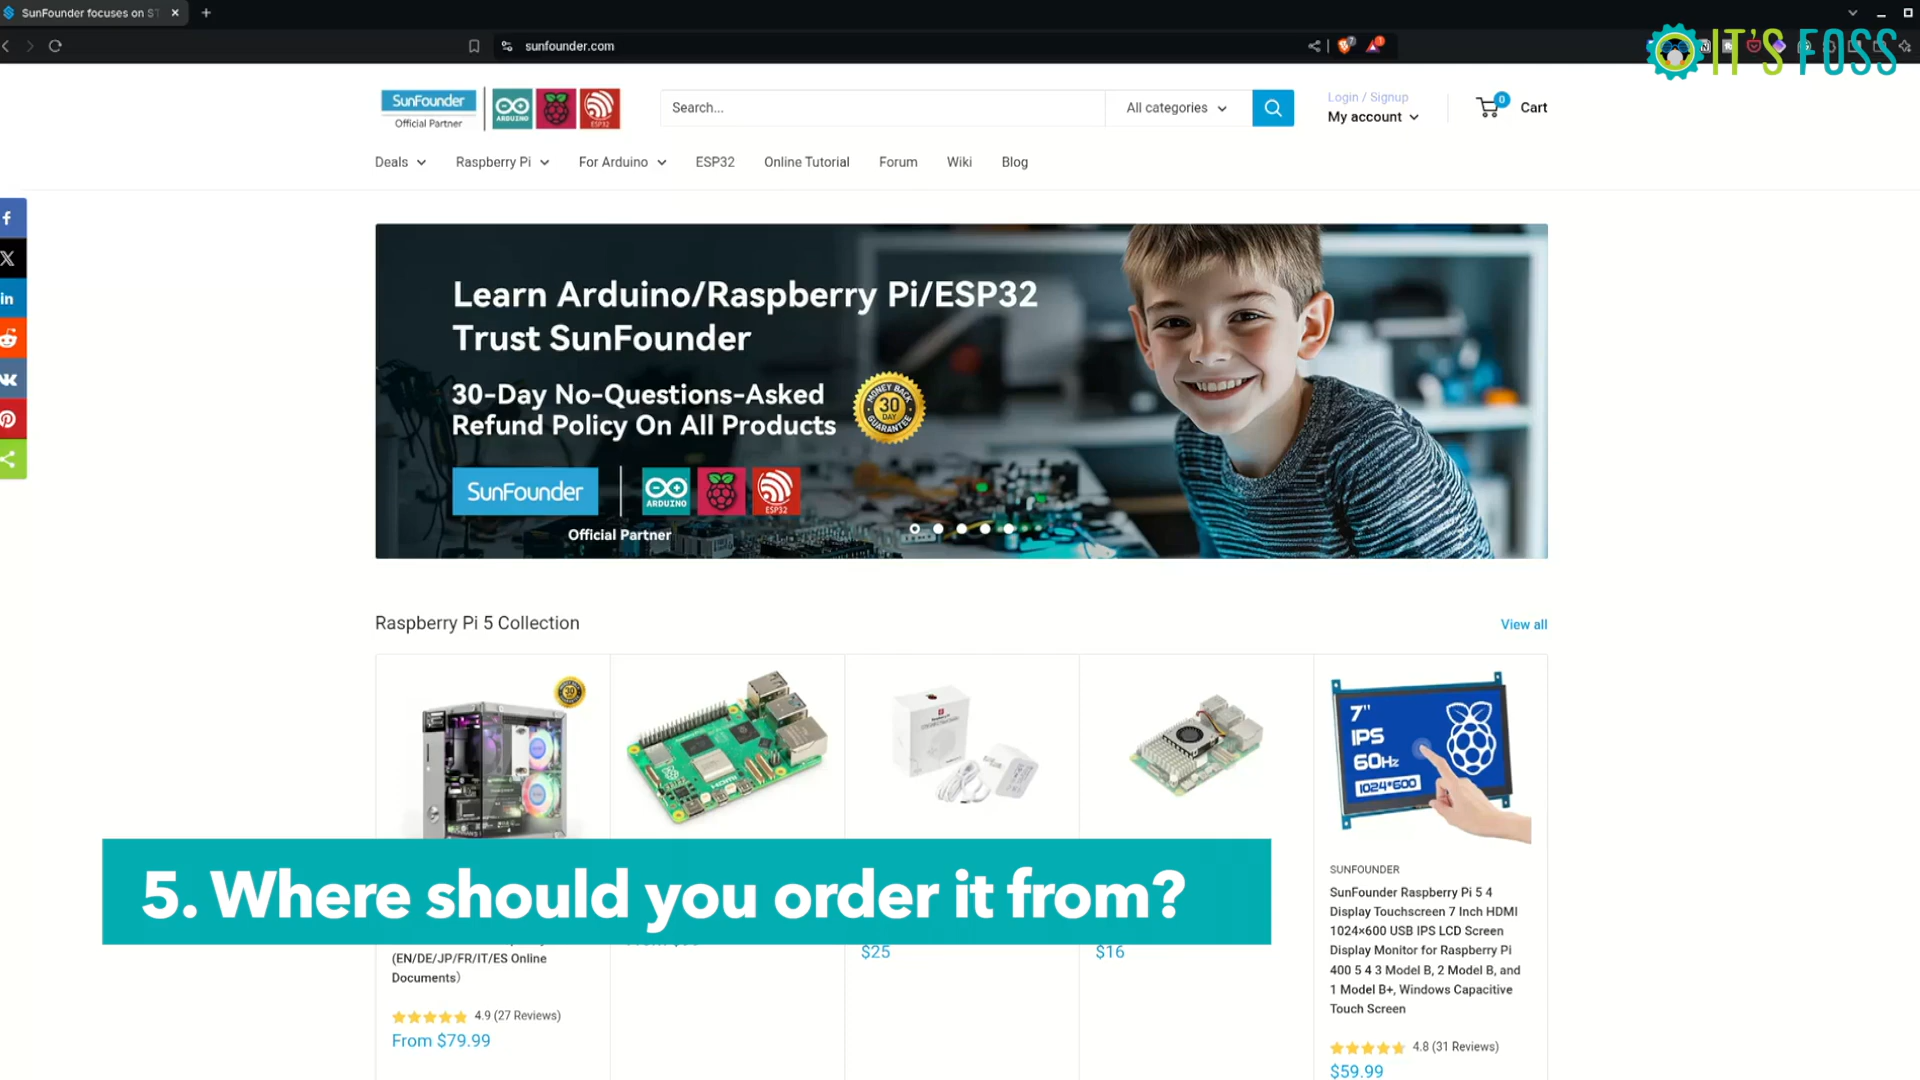 SunFounder focuses on ST
sunfounder.com
IT'S FOSS
SunFounder
Official Partner
ARDUINO
ESP32
Search...
All categories
Login / Signup
My account
0
Cart
Deals
Raspberry Pi
For Arduino
ESP32
Online Tutorial
Forum
Wiki
Blog
Learn Arduino/Raspberry Pi/ESP32
Trust SunFounder
30-Day No-Questions-Asked
Refund Policy On All Products
MONEY BACK
30
DAY
GUARANTEE
SunFounder
ARDUINO
ESP32
Official Partner
Raspberry Pi 5 Collection
View all
30
HDMI
7"
IPS
60Hz
1024*600
5. Where should you order it from?
(EN/DE/JP/FR/IT/ES Online
Documents)
4.9 (27 Reviews)
From $79.99
$25
$16
SUNFOUNDER
SunFounder Raspberry Pi 5 4
Display Touchscreen 7 Inch HDMI
1024×600 USB IPS LCD Screen
Display Monitor for Raspberry Pi
400 5 4 3 Model B, 2 Model B, and
1 Model B+, Windows Capacitive
Touch Screen
4.8 (31 Reviews)
$59.99